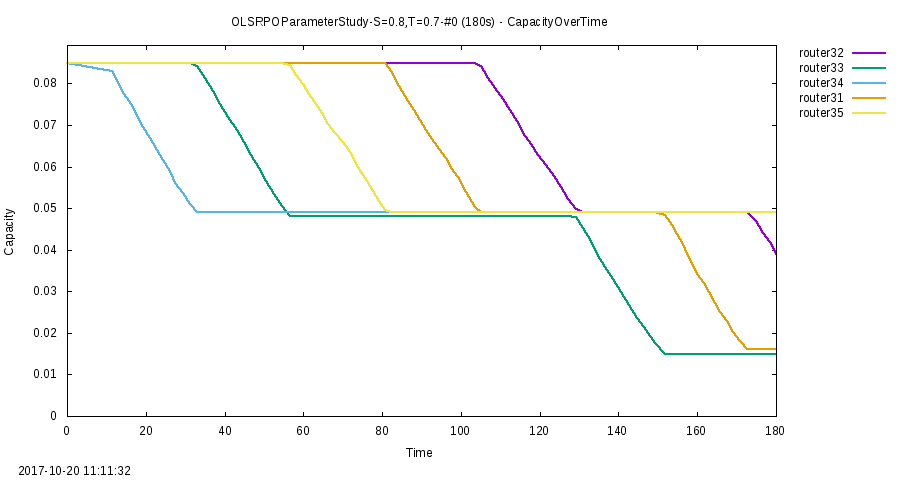 OLSRPOParameterStudy-S=0.8,T=0.7-#0 (180s) - CapacityOverTime
router32
router33
router34
router31
router35
0.08
0.07
0.06
0.05
0.04
0.03
0.02
0.01
0
Capacity
0 20 40 60 80 100 120 140 160 180
Time
2017-10-20 11:11:32